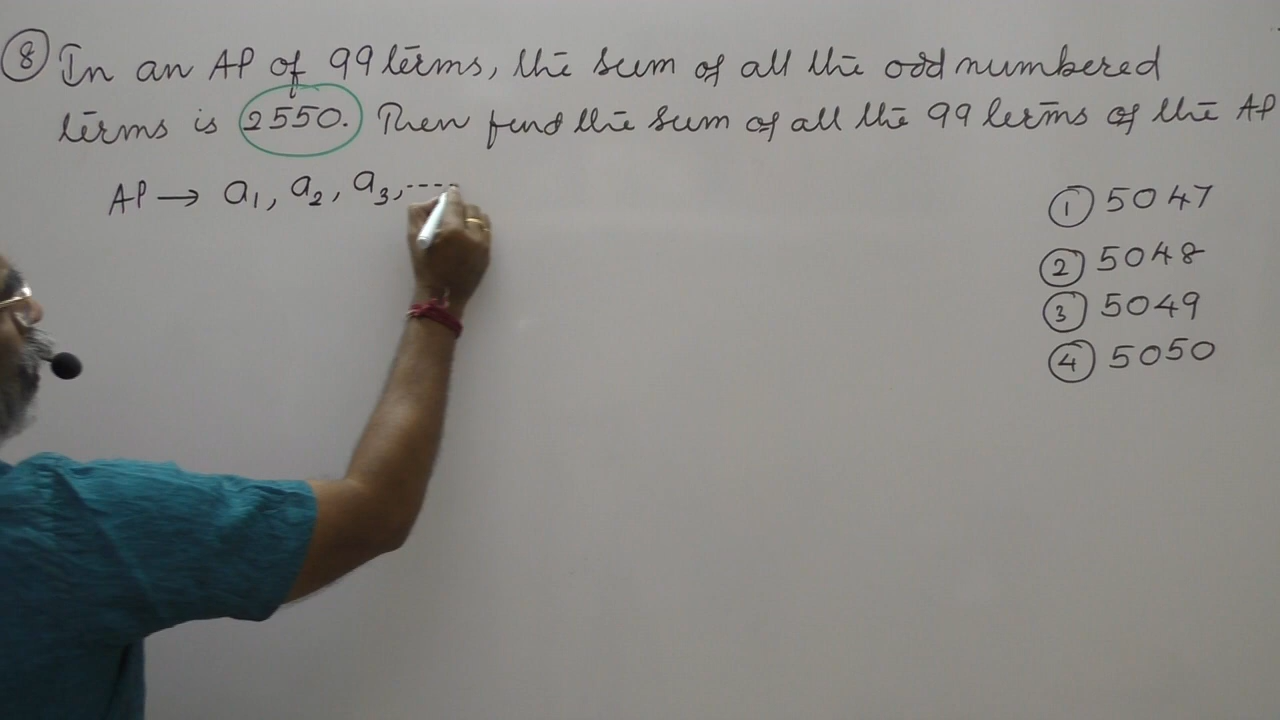 8 In an AP of 99 terms, the sum of all the odd numbered
terms is 2550. Then find the sum of all the 99 terms of the AP
AP → a₁, a₂, a₃, ----
1 5047
2 5048
3 5049
4 5050